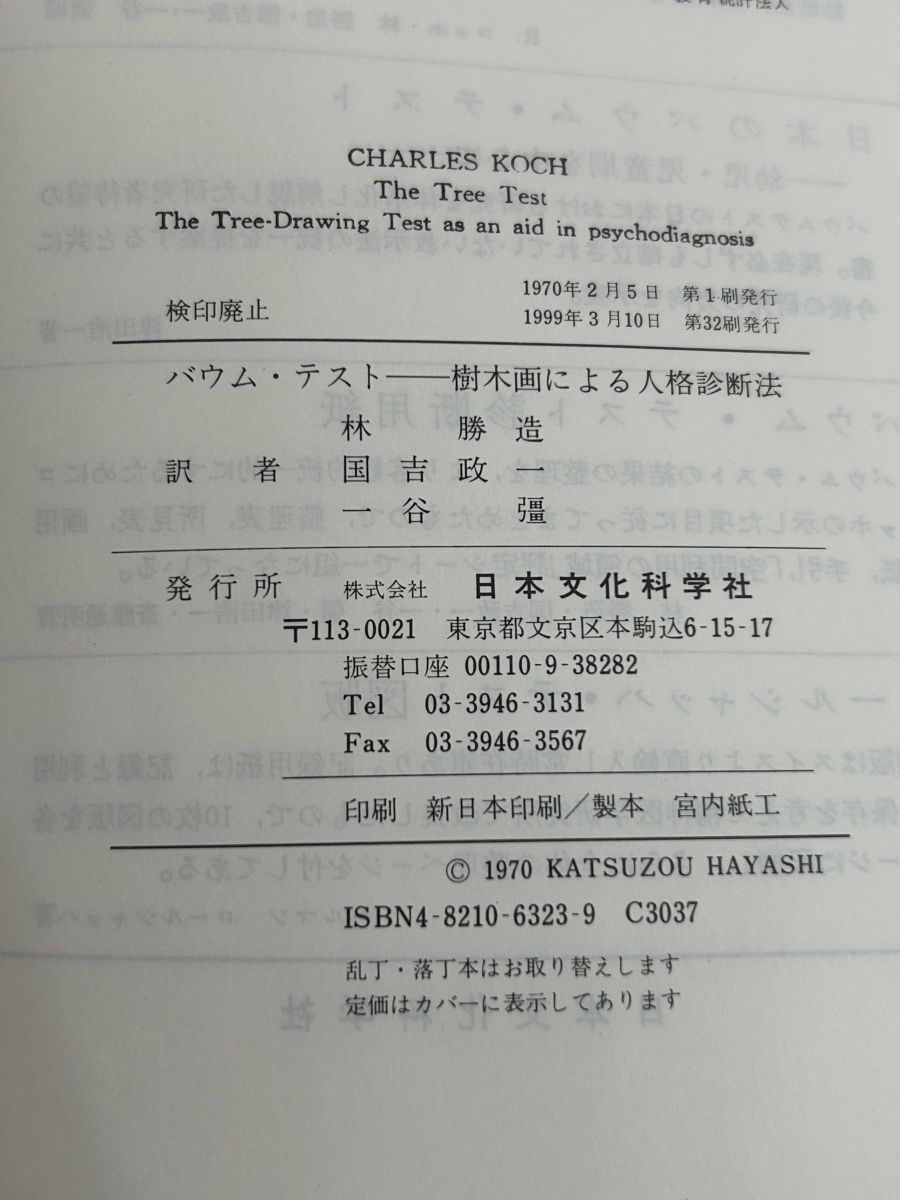 CHARLES KOCH
The Tree Test
The Tree-Drawing Test as an aid in psychodiagnosis
検印廃止
1970年2月5日 第1刷発行
1999年3月10日 第32刷発行
バウム・テスト——樹木画による人格診断法
林 勝造
訳者 国吉政一
一谷 彊
発行所 株式会社 日本文化科学社
〒113-0021 東京都文京区本駒込6-15-17
振替口座 00110-9-38282
Tel 03-3946-3131
Fax 03-3946-3567
印刷 新日本印刷/製本 宮内紙工
© 1970 KATSUZOU HAYASHI
ISBN4-8210-6323-9 C3037
乱丁・落丁本はお取り替えします
定価はカバーに表示してあります